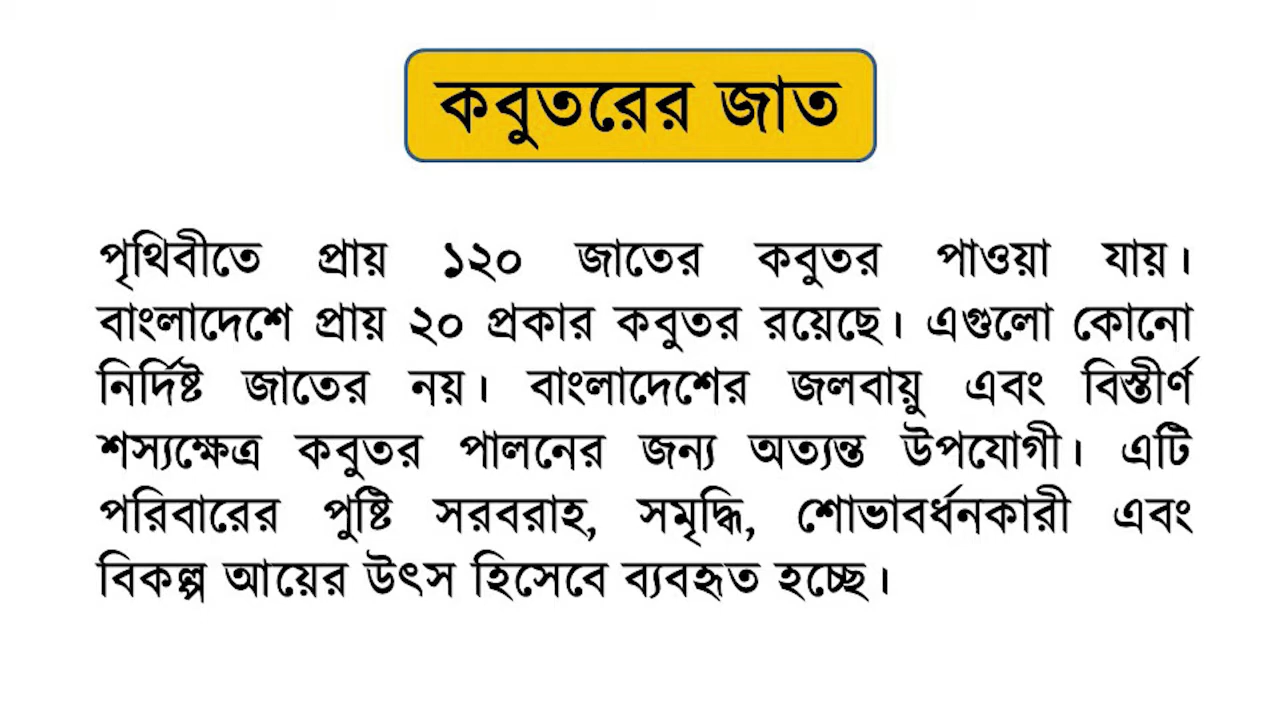 কবুতরের জাত
পৃথিবীতে প্রায় ১২০ জাতের কবুতর পাওয়া যায়।
বাংলাদেশে প্রায় ২০ প্রকার কবুতর রয়েছে। এগুলো কোনো
নির্দিষ্ট জাতের নয়। বাংলাদেশের জলবায়ু এবং বিস্তীর্ণ
শস্যক্ষেত্র কবুতর পালনের জন্য অত্যন্ত উপযোগী। এটি
পরিবারের পুষ্টি সরবরাহ, সমৃদ্ধি, শোভাবর্ধনকারী এবং
বিকল্প আয়ের উৎস হিসেবে ব্যবহৃত হচ্ছে।